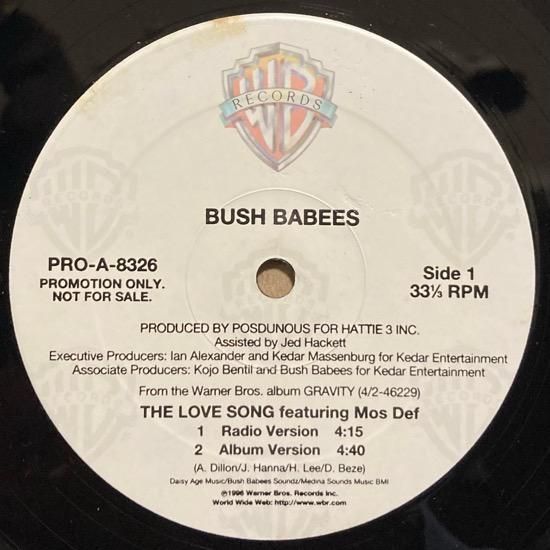 WB
RECORDS
BUSH BABEES
PRO-A-8326
PROMOTION ONLY.
NOT FOR SALE.
Side 1
33⅓ RPM
PRODUCED BY POSDUNOUS FOR HATTIE 3 INC.
Assisted by Jed Hackett
Executive Producers: Ian Alexander and Kedar Massenburg for Kedar Entertainment
Associate Producers: Kojo Bentil and Bush Babees for Kedar Entertainment
From the Warner Bros. album GRAVITY (4/2-46229)
THE LOVE SONG featuring Mos Def
1 Radio Version 4:15
2 Album Version 4:40
(A. Dillon/J. Hanna/H. Lee/D. Beze)
Daisy Age Music/Bush Babees Soundz/Medina Sounds Music BMI
℗1996 Warner Bros. Records Inc.
World Wide Web: http://www.wbr.com